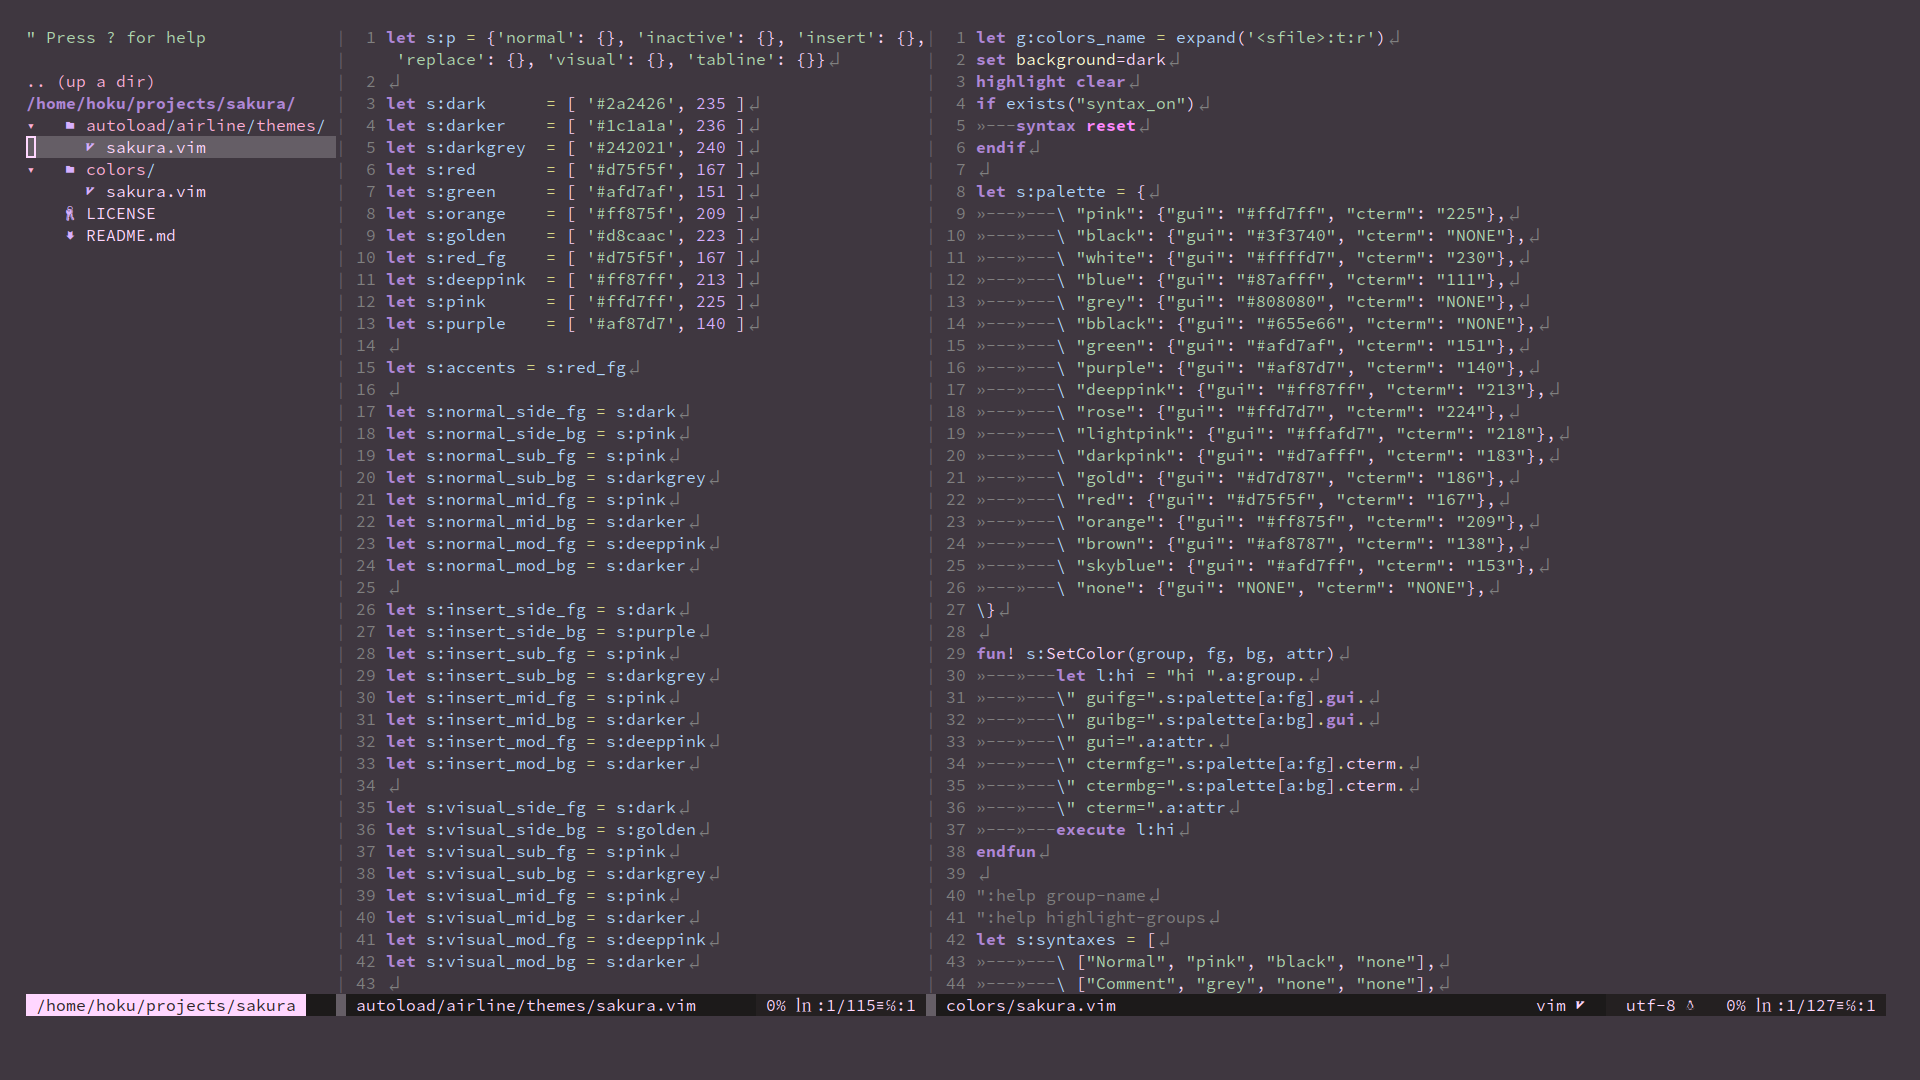 " Press ? for help
.. (up a dir)
/home/hoku/projects/sakura/
▾ autoload/airline/themes/
sakura.vim
▾ colors/
sakura.vim
LICENSE
README.md
/home/hoku/projects/sakura
1 let s:p = {'normal': {}, 'inactive': {}, 'insert': {},
'replace': {}, 'visual': {}, 'tabline': {}}
2
3 let s:dark      = [ '#2a2426', 235 ]
4 let s:darker    = [ '#1c1a1a', 236 ]
5 let s:darkgrey  = [ '#242021', 240 ]
6 let s:red       = [ '#d75f5f', 167 ]
7 let s:green     = [ '#afd7af', 151 ]
8 let s:orange    = [ '#ff875f', 209 ]
9 let s:golden    = [ '#d8caac', 223 ]
10 let s:red_fg    = [ '#d75f5f', 167 ]
11 let s:deeppink  = [ '#ff87ff', 213 ]
12 let s:pink      = [ '#ffd7ff', 225 ]
13 let s:purple    = [ '#af87d7', 140 ]
14
15 let s:accents = s:red_fg
16
17 let s:normal_side_fg = s:dark
18 let s:normal_side_bg = s:pink
19 let s:normal_sub_fg = s:pink
20 let s:normal_sub_bg = s:darkgrey
21 let s:normal_mid_fg = s:pink
22 let s:normal_mid_bg = s:darker
23 let s:normal_mod_fg = s:deeppink
24 let s:normal_mod_bg = s:darker
25
26 let s:insert_side_fg = s:dark
27 let s:insert_side_bg = s:purple
28 let s:insert_sub_fg = s:pink
29 let s:insert_sub_bg = s:darkgrey
30 let s:insert_mid_fg = s:pink
31 let s:insert_mid_bg = s:darker
32 let s:insert_mod_fg = s:deeppink
33 let s:insert_mod_bg = s:darker
34
35 let s:visual_side_fg = s:dark
36 let s:visual_side_bg = s:golden
37 let s:visual_sub_fg = s:pink
38 let s:visual_sub_bg = s:darkgrey
39 let s:visual_mid_fg = s:pink
40 let s:visual_mid_bg = s:darker
41 let s:visual_mod_fg = s:deeppink
42 let s:visual_mod_bg = s:darker
43
autoload/airline/themes/sakura.vim 0% ln :1/115≡℅:1
1 let g:colors_name = expand('<sfile>:t:r')
2 set background=dark
3 highlight clear
4 if exists("syntax_on")
5 »---syntax reset
6 endif
7
8 let s:palette = {
9 »---»---\ "pink": {"gui": "#ffd7ff", "cterm": "225"},
10 »---»---\ "black": {"gui": "#3f3740", "cterm": "NONE"},
11 »---»---\ "white": {"gui": "#ffffd7", "cterm": "230"},
12 »---»---\ "blue": {"gui": "#87afff", "cterm": "111"},
13 »---»---\ "grey": {"gui": "#808080", "cterm": "NONE"},
14 »---»---\ "bblack": {"gui": "#655e66", "cterm": "NONE"},
15 »---»---\ "green": {"gui": "#afd7af", "cterm": "151"},
16 »---»---\ "purple": {"gui": "#af87d7", "cterm": "140"},
17 »---»---\ "deeppink": {"gui": "#ff87ff", "cterm": "213"},
18 »---»---\ "rose": {"gui": "#ffd7d7", "cterm": "224"},
19 »---»---\ "lightpink": {"gui": "#ffafd7", "cterm": "218"},
20 »---»---\ "darkpink": {"gui": "#d7afff", "cterm": "183"},
21 »---»---\ "gold": {"gui": "#d7d787", "cterm": "186"},
22 »---»---\ "red": {"gui": "#d75f5f", "cterm": "167"},
23 »---»---\ "orange": {"gui": "#ff875f", "cterm": "209"},
24 »---»---\ "brown": {"gui": "#af8787", "cterm": "138"},
25 »---»---\ "skyblue": {"gui": "#afd7ff", "cterm": "153"},
26 »---»---\ "none": {"gui": "NONE", "cterm": "NONE"},
27 \}
28
29 fun! s:SetColor(group, fg, bg, attr)
30 »---»---let l:hi = "hi ".a:group.
31 »---»---\" guifg=".s:palette[a:fg].gui.
32 »---»---\" guibg=".s:palette[a:bg].gui.
33 »---»---\" gui=".a:attr.
34 »---»---\" ctermfg=".s:palette[a:fg].cterm.
35 »---»---\" ctermbg=".s:palette[a:bg].cterm.
36 »---»---\" cterm=".a:attr
37 »---»---execute l:hi
38 endfun
39
40 ":help group-name
41 ":help highlight-groups
42 let s:syntaxes = [
43 »---»---\ ["Normal", "pink", "black", "none"],
44 »---»---\ ["Comment", "grey", "none", "none"],
colors/sakura.vim vim utf-8 0% ln :1/127≡℅:1